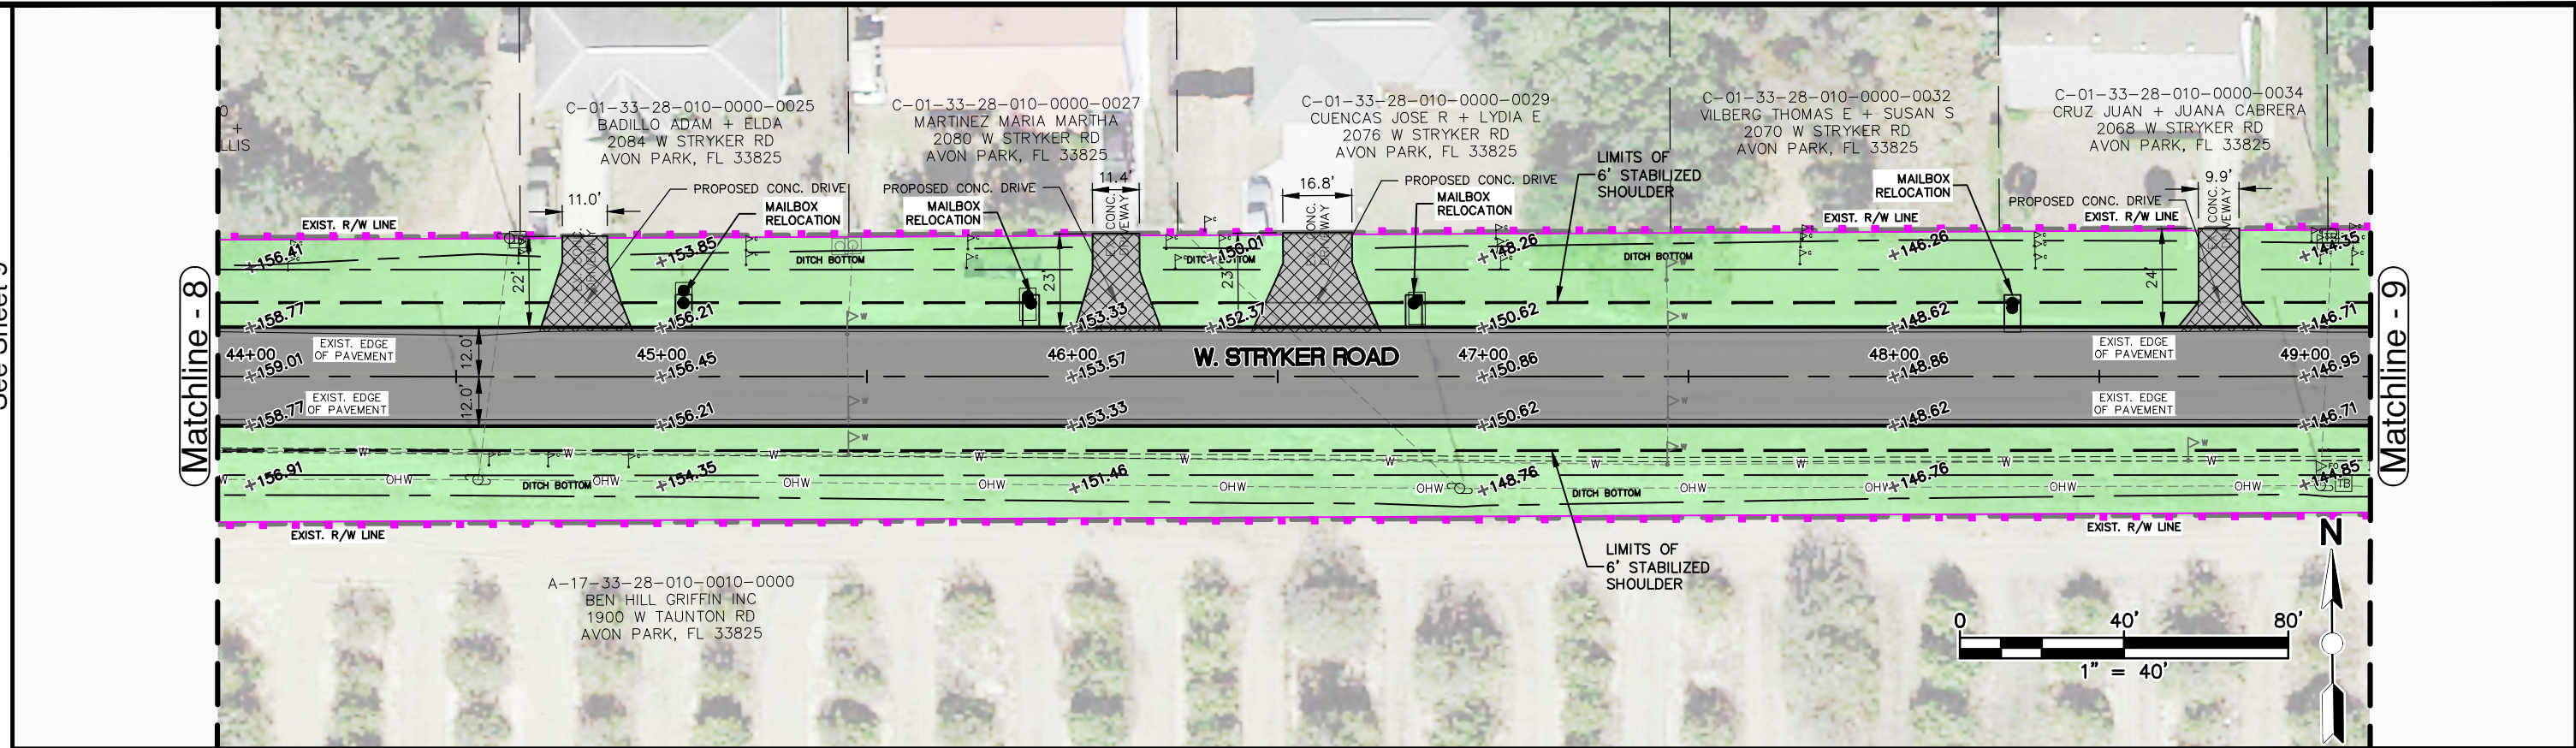 See Sheet 9
Matchline - 8
LLIS
C-01-33-28-010-0000-0025
BADILLO ADAM + ELDA
2084 W STRYKER RD
AVON PARK, FL 33825
C-01-33-28-010-0000-0027
MARTINEZ MARIA MARTHA
2080 W STRYKER RD
AVON PARK, FL 33825
C-01-33-28-010-0000-0029
CUENCAS JOSE R + LYDIA E
2076 W STRYKER RD
AVON PARK, FL 33825
C-01-33-28-010-0000-0032
VILBERG THOMAS E + SUSAN S
2070 W STRYKER RD
AVON PARK, FL 33825
C-01-33-28-010-0000-0034
CRUZ JUAN + JUANA CABRERA
2068 W STRYKER RD
AVON PARK, FL 33825
LIMITS OF
6' STABILIZED
SHOULDER
11.0'
PROPOSED CONC. DRIVE
MAILBOX
RELOCATION
PROPOSED CONC. DRIVE
MAILBOX
RELOCATION
11.4'
16.8'
PROPOSED CONC. DRIVE
MAILBOX
RELOCATION
MAILBOX
RELOCATION
PROPOSED CONC. DRIVE
9.9'
EXIST. R/W LINE
EXIST. R/W LINE
EXIST. R/W LINE
+156.41
+153.85
DITCH BOTTOM
+150.01
DITCH BOTTOM
+148.26
DITCH BOTTOM
+146.26
+144.35
22'
23'
23'
24'
+158.77
+156.21
+153.33
+152.37
+150.62
+148.62
+146.71
EXIST. EDGE
OF PAVEMENT
12.0'
W. STRYKER ROAD
EXIST. EDGE
OF PAVEMENT
44+00
45+00
46+00
47+00
48+00
49+00
+159.01
+156.45
+153.57
+150.86
+148.86
+146.95
EXIST. EDGE
OF PAVEMENT
12.0'
EXIST. EDGE
OF PAVEMENT
+158.77
+156.21
+153.33
+150.62
+148.62
+146.71
W W W W W W W W W W
+156.91
+154.35
+151.46
+148.76
+146.76
+144.85
OHW OHW OHW OHW OHW OHW OHW OHW OHW
DITCH BOTTOM
DITCH BOTTOM
TB
EXIST. R/W LINE
EXIST. R/W LINE
LIMITS OF
6' STABILIZED
SHOULDER
A-17-33-28-010-0010-0000
BEN HILL GRIFFIN INC
1900 W TAUNTON RD
AVON PARK, FL 33825
Matchline - 9
N
0 40' 80'
1" = 40'